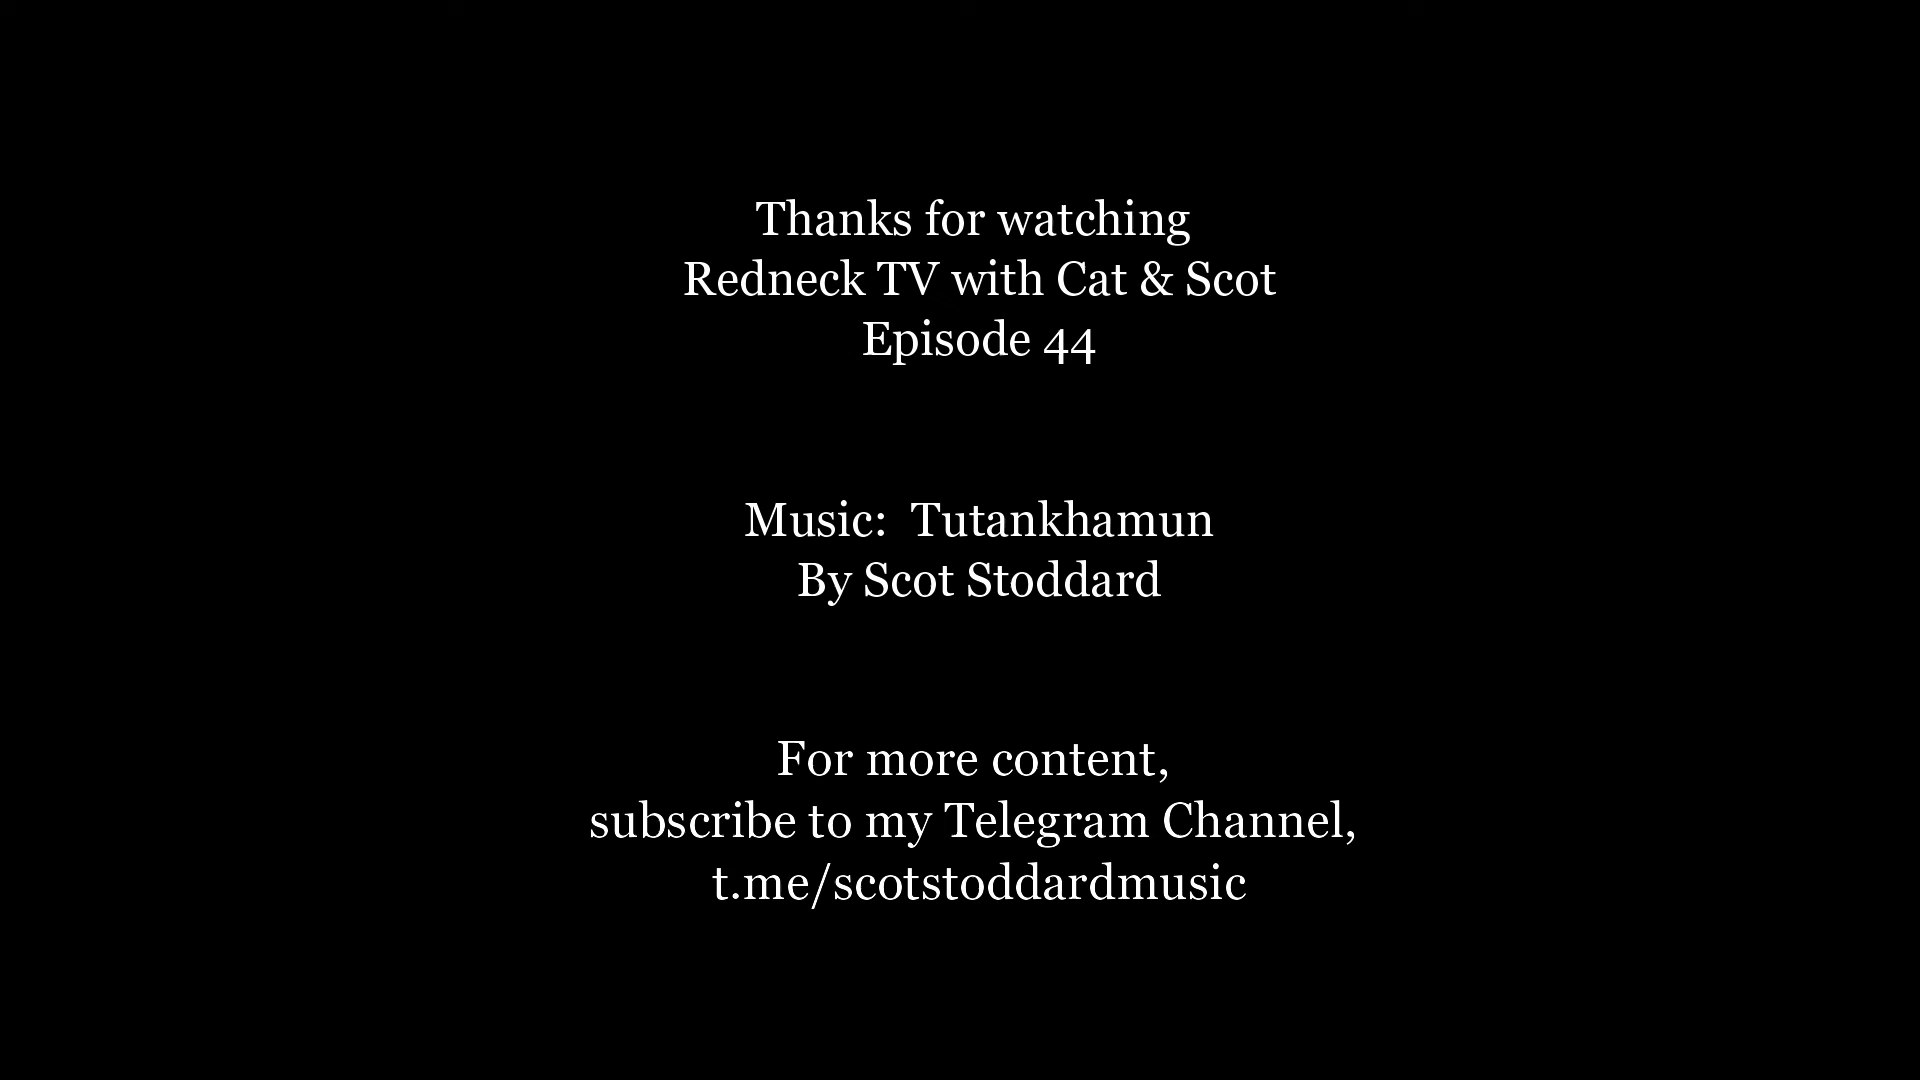 Thanks for watching
Redneck TV with Cat & Scot
Episode 44
Music:  Tutankhamun
By Scot Stoddard
For more content,
subscribe to my Telegram Channel,
t.me/scotstoddardmusic